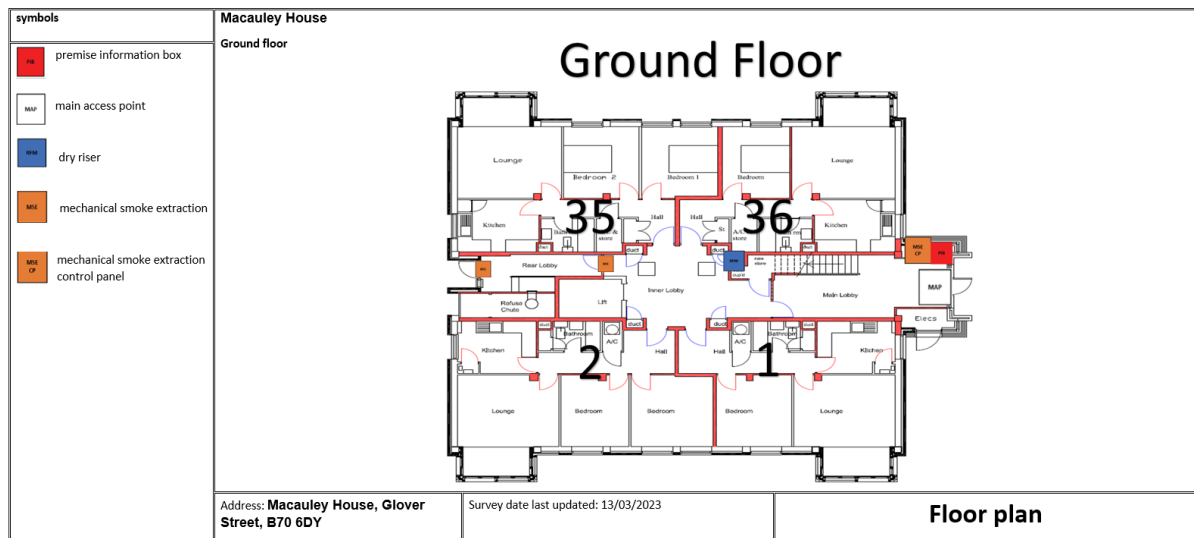 symbols
PIB
premise information box
MAP
main access point
RFM
dry riser
MSE
mechanical smoke extraction
MSE
CP
mechanical smoke extraction
control panel
Macauley House
Ground floor
Ground Floor
Lounge
Bedroom 2
Bedroom 1
Bedroom
Lounge
35
36
Kitchen
Hall
Hall
St
A/C
store
Kitchen
duct
duct
Rear Lobby
Inner Lobby
Main Lobby
MSE
CP
PIB
MAP
Refuse
Chute
Lift
Elecs
duct
duct
Kitchen
Bathroom
A/C
Hall
Hall
A/C
Bathroom
Kitchen
2
1
Lounge
Bedroom
Bedroom
Bedroom
Lounge
Address: Macauley House, Glover
Street, B70 6DY
Survey date last updated: 13/03/2023
Floor plan